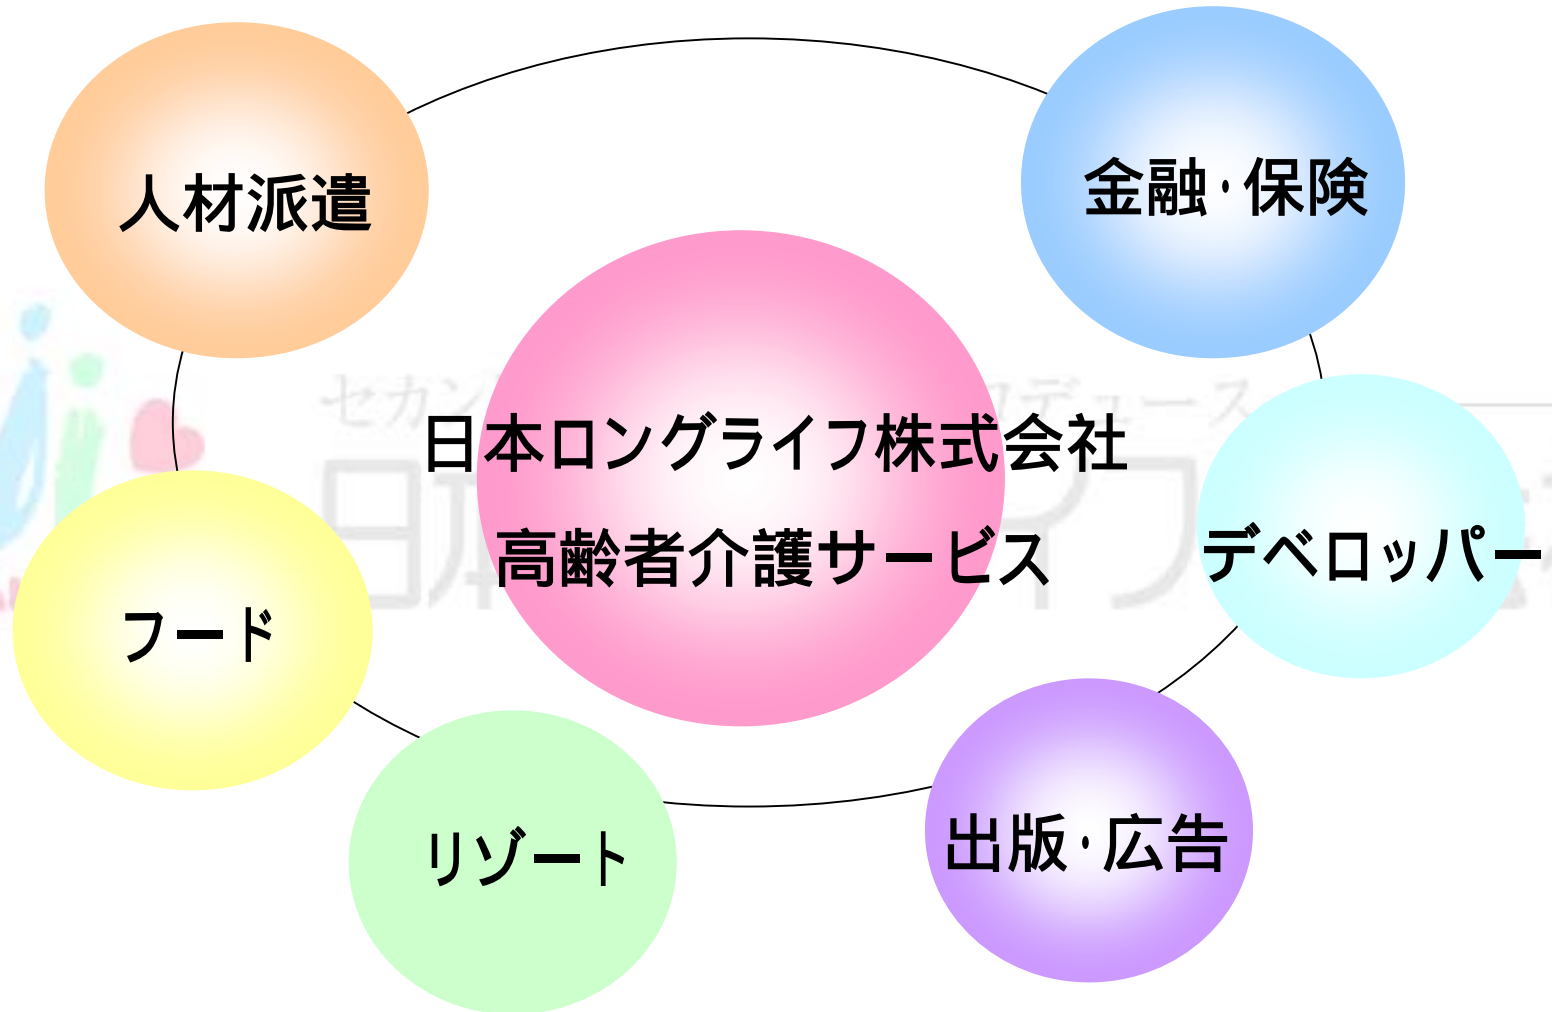 人材派遣
金融・保険
日本ロングライフ株式会社
高齢者介護サービス
デベロッパー
フード
リゾート
出版・広告